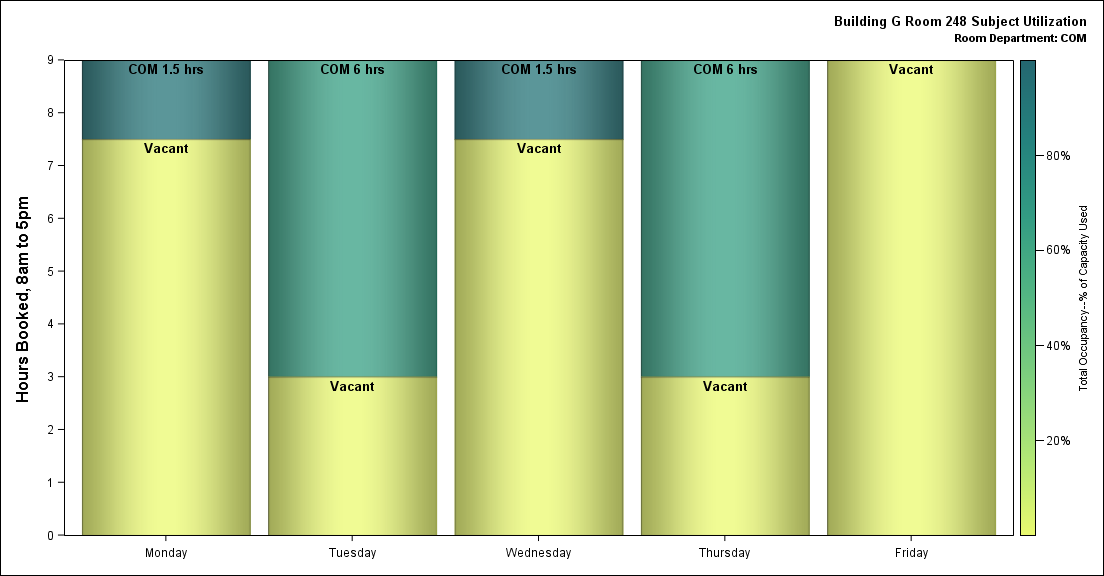 Building G Room 248 Subject Utilization
Room Department: COM
Hours Booked, 8am to 5pm
9
8
7
6
5
4
3
2
1
0
COM 1.5 hrs
Vacant
COM 6 hrs
Vacant
COM 1.5 hrs
Vacant
COM 6 hrs
Vacant
Vacant
Monday
Tuesday
Wednesday
Thursday
Friday
80%
60%
40%
20%
Total Occupancy--% of Capacity Used